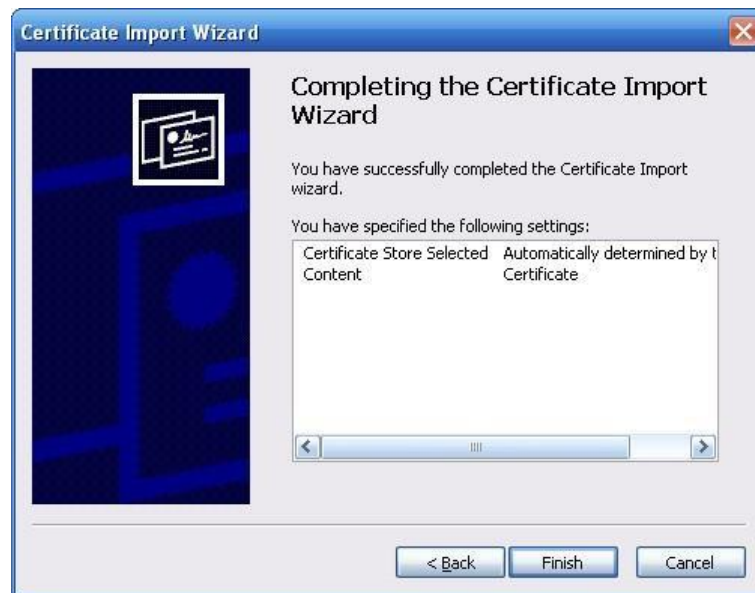 Certificate Import Wizard
Completing the Certificate Import
Wizard
You have successfully completed the Certificate Import
wizard.
You have specified the following settings:
Certificate Store Selected Automatically determined by t
Content Certificate
< Back Finish Cancel